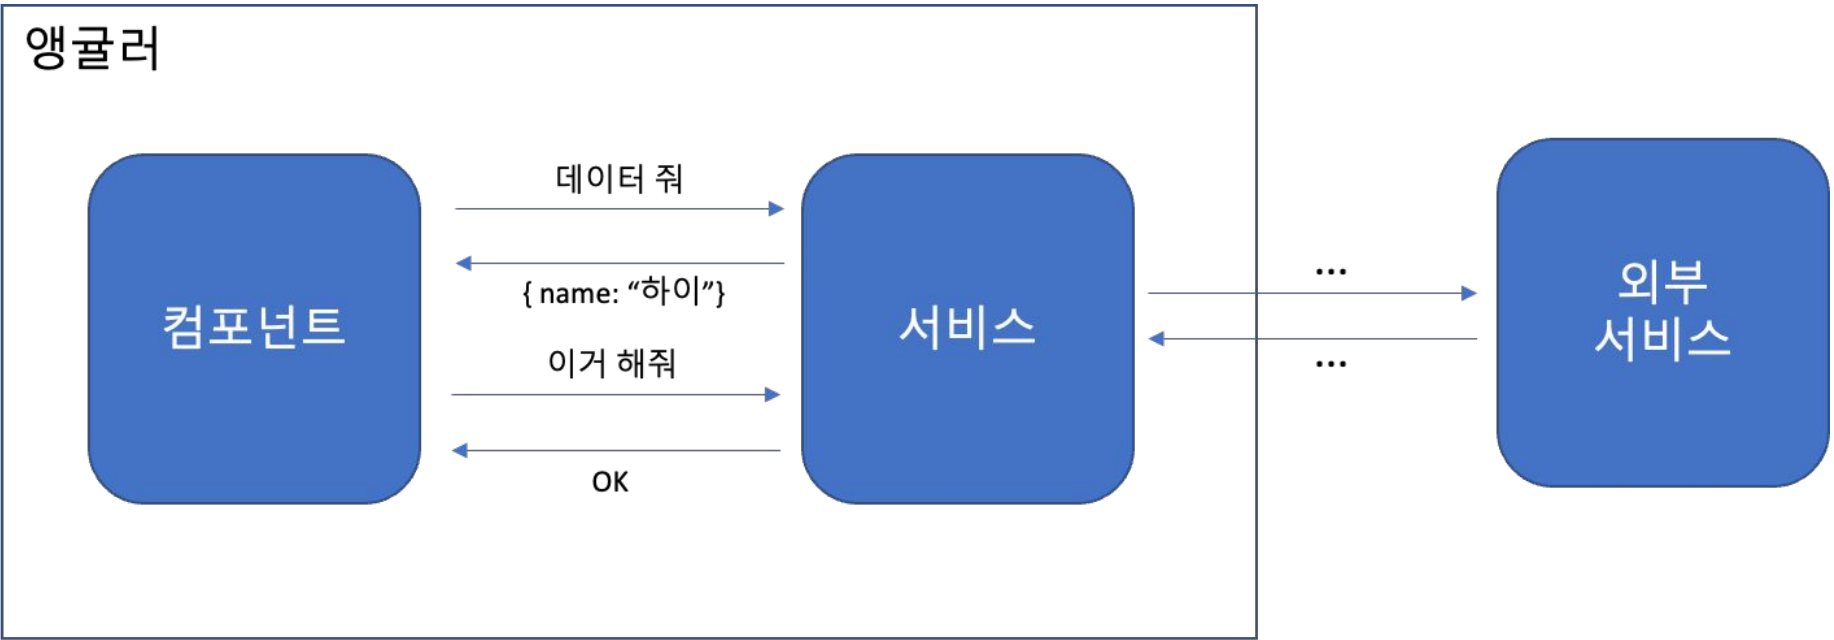 앵귤러
컴포넌트
데이터 줘
{ name: “하이”}
이거 해줘
OK
서비스
...
...
외부
서비스